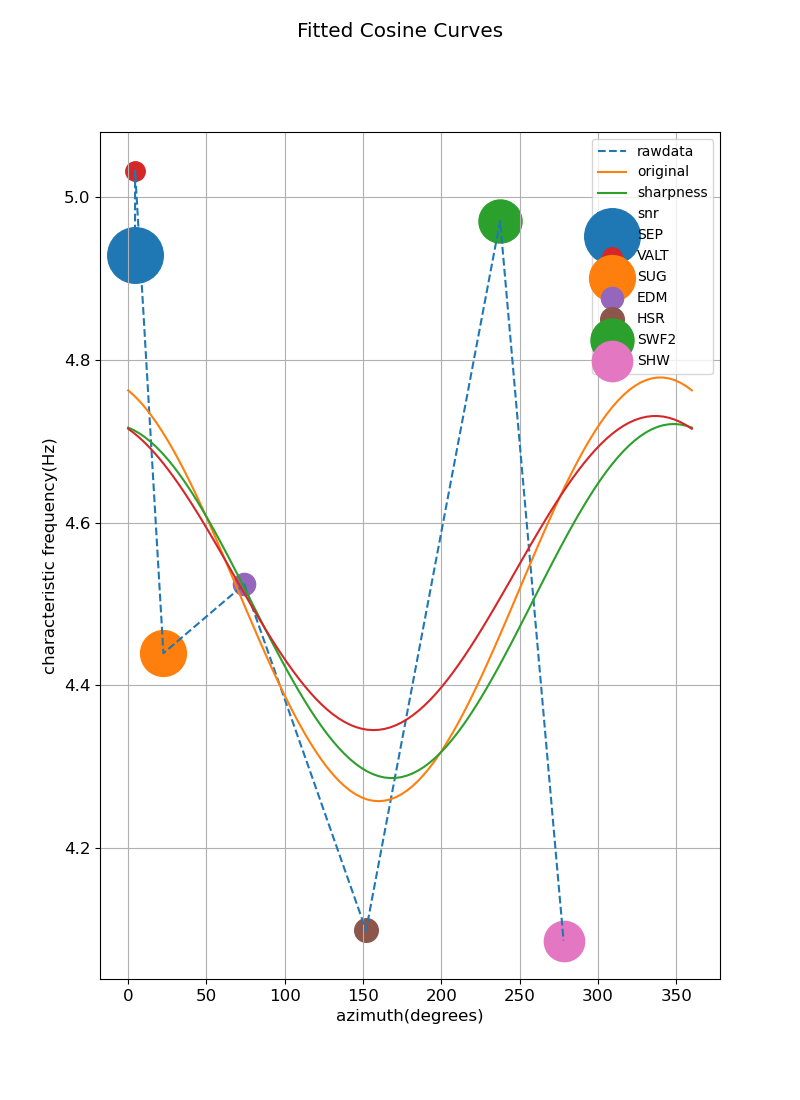 Fitted Cosine Curves
rawdata
original
sharpness
snr
SEP
VALT
SUG
EDM
HSR
SWF2
SHW
5.0
4.8
4.6
4.4
4.2
characteristic frequency(Hz)
0 50 100 150 200 250 300 350
azimuth(degrees)